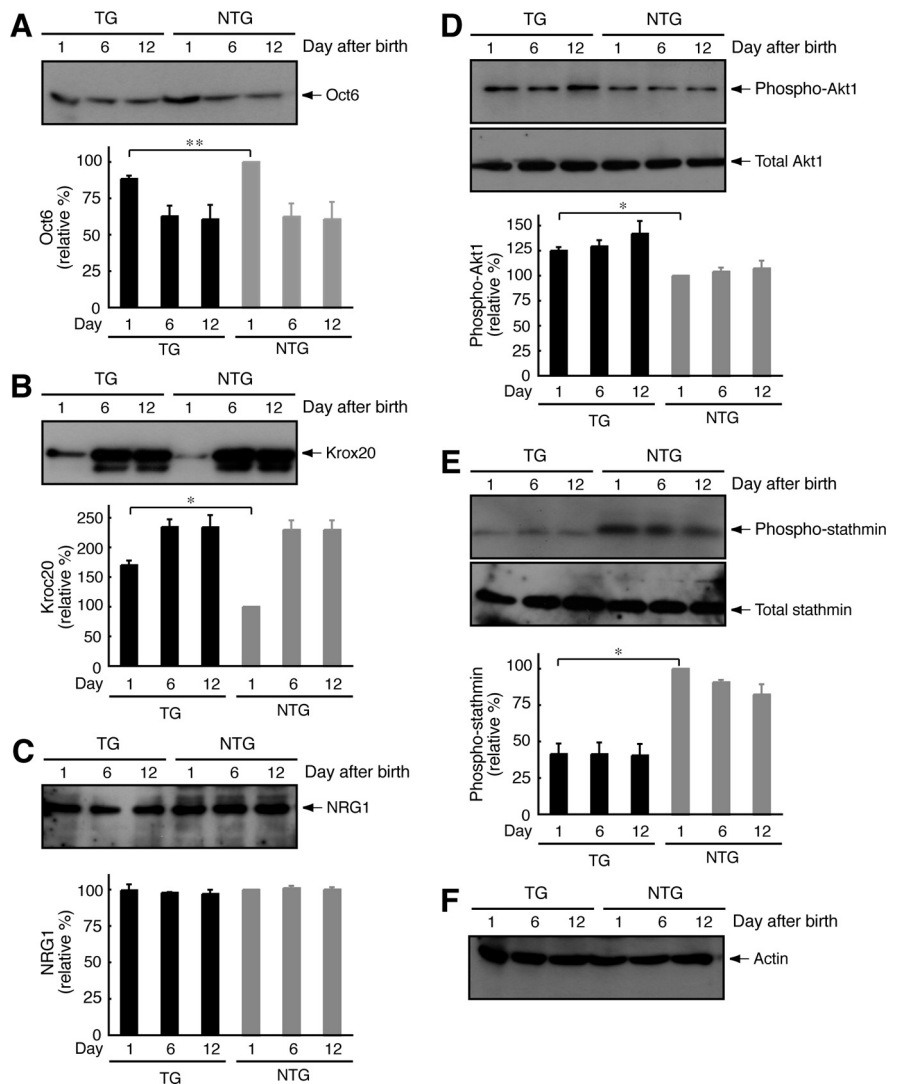 A
TG NTG
1 6 12 1 6 12 Day after birth
Oct6
**
100
75
50
25
0
Oct6
(relative %)
Day 1 6 12 1 6 12
TG NTG
B
TG NTG
1 6 12 1 6 12 Day after birth
Krox20
*
250
200
150
100
50
0
Kroc20
(relative %)
Day 1 6 12 1 6 12
TG NTG
C
TG NTG
1 6 12 1 6 12 Day after birth
NRG1
100
75
50
25
0
NRG1
(relative %)
Day 1 6 12 1 6 12
TG NTG
D
TG NTG
1 6 12 1 6 12 Day after birth
Phospho-Akt1
Total Akt1
*
150
125
100
75
50
25
0
Phospho-Akt1
(relative %)
Day 1 6 12 1 6 12
TG NTG
E
TG NTG
1 6 12 1 6 12 Day after birth
Phospho-stathmin
Total stathmin
*
100
75
50
25
0
Phospho-stathmin
(relative %)
Day 1 6 12 1 6 12
TG NTG
F
TG NTG
1 6 12 1 6 12 Day after birth
Actin